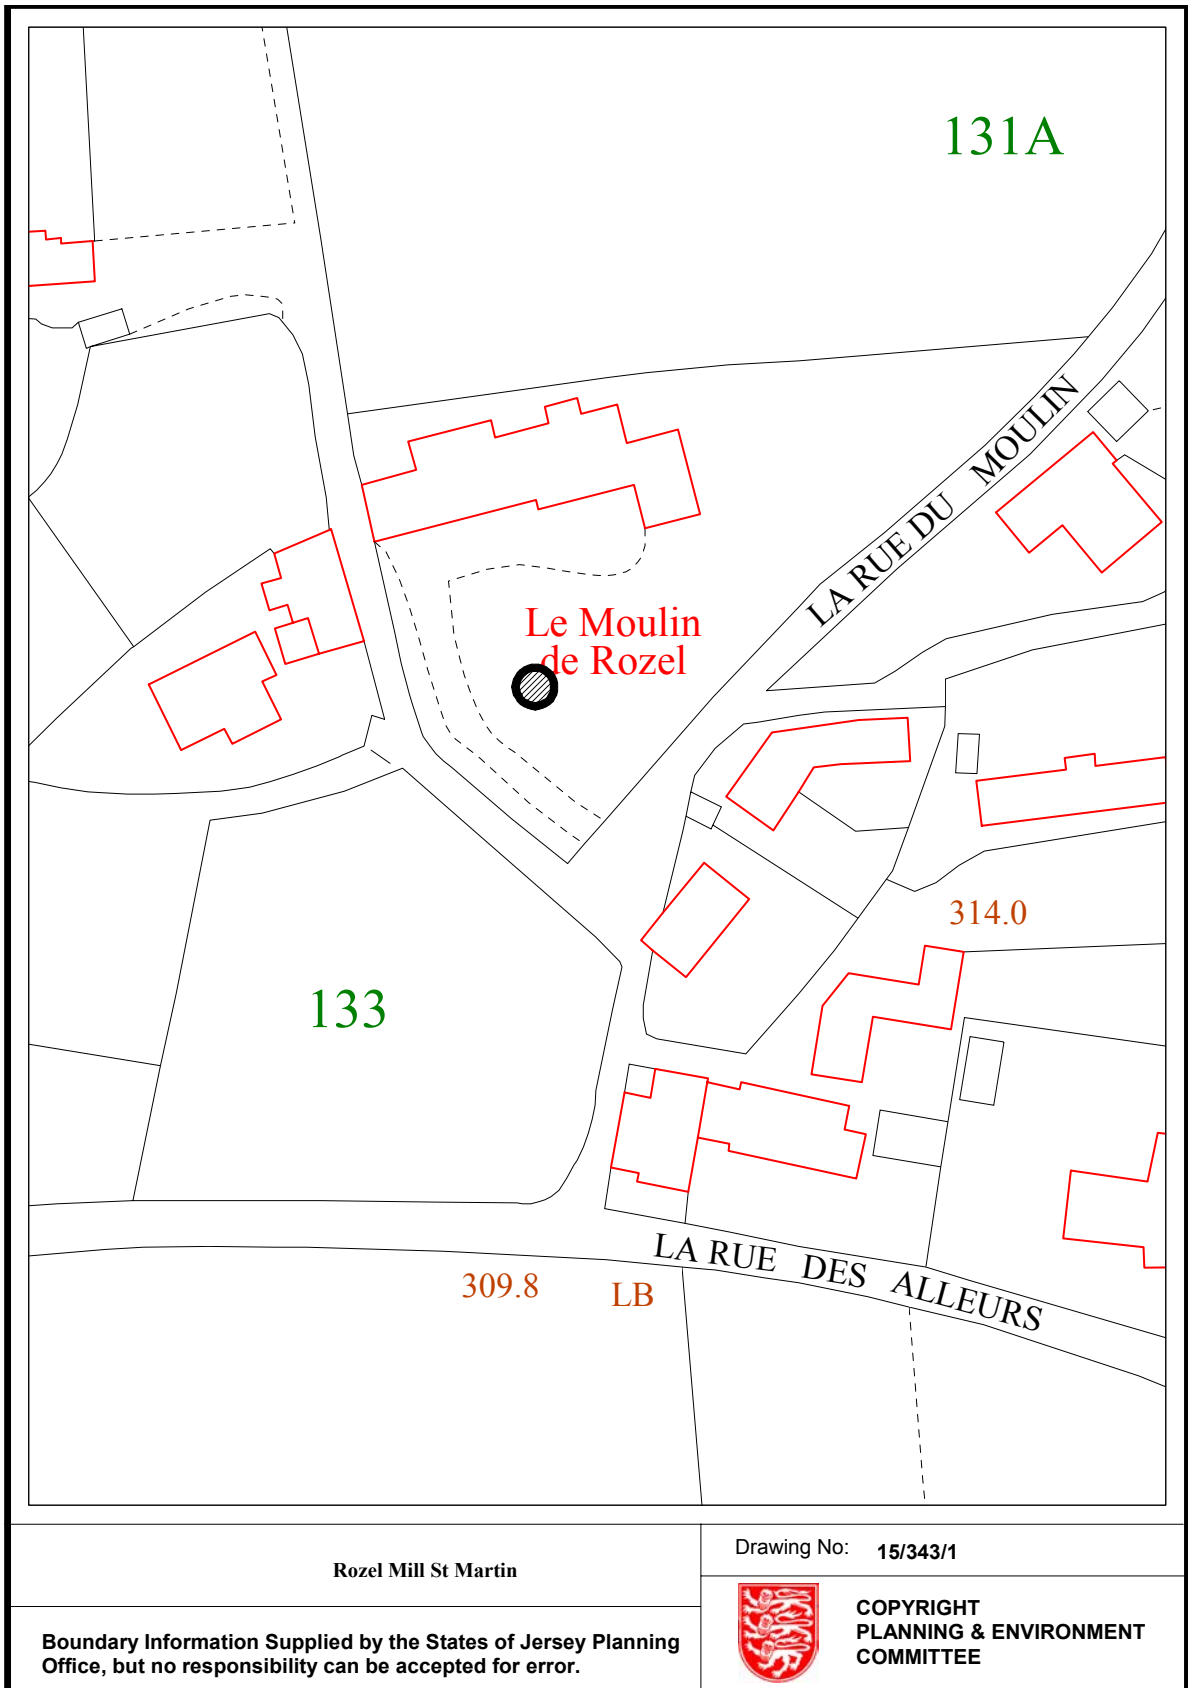 131A
LA RUE DU MOULIN
Le Moulin
de Rozel
314.0
133
LA RUE DES ALLEURS
309.8
LB
Rozel Mill St Martin
Drawing No: 15/343/1
Boundary Information Supplied by the States of Jersey Planning
Office, but no responsibility can be accepted for error.
COPYRIGHT
PLANNING & ENVIRONMENT
COMMITTEE